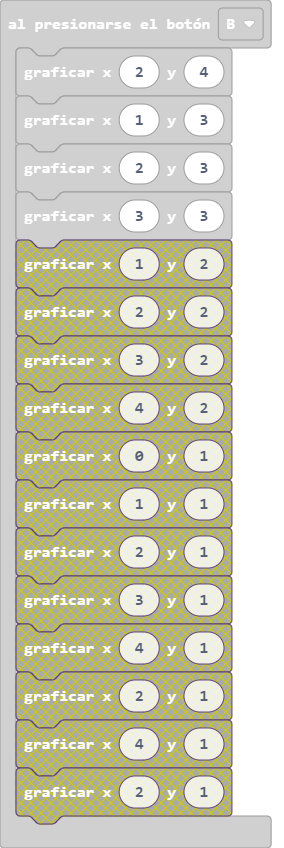 al presionarse el botón B
graficar x 2 y 4
graficar x 1 y 3
graficar x 2 y 3
graficar x 3 y 3
graficar x 1 y 2
graficar x 2 y 2
graficar x 3 y 2
graficar x 4 y 2
graficar x 0 y 1
graficar x 1 y 1
graficar x 2 y 1
graficar x 3 y 1
graficar x 4 y 1
graficar x 2 y 1
graficar x 4 y 1
graficar x 2 y 1